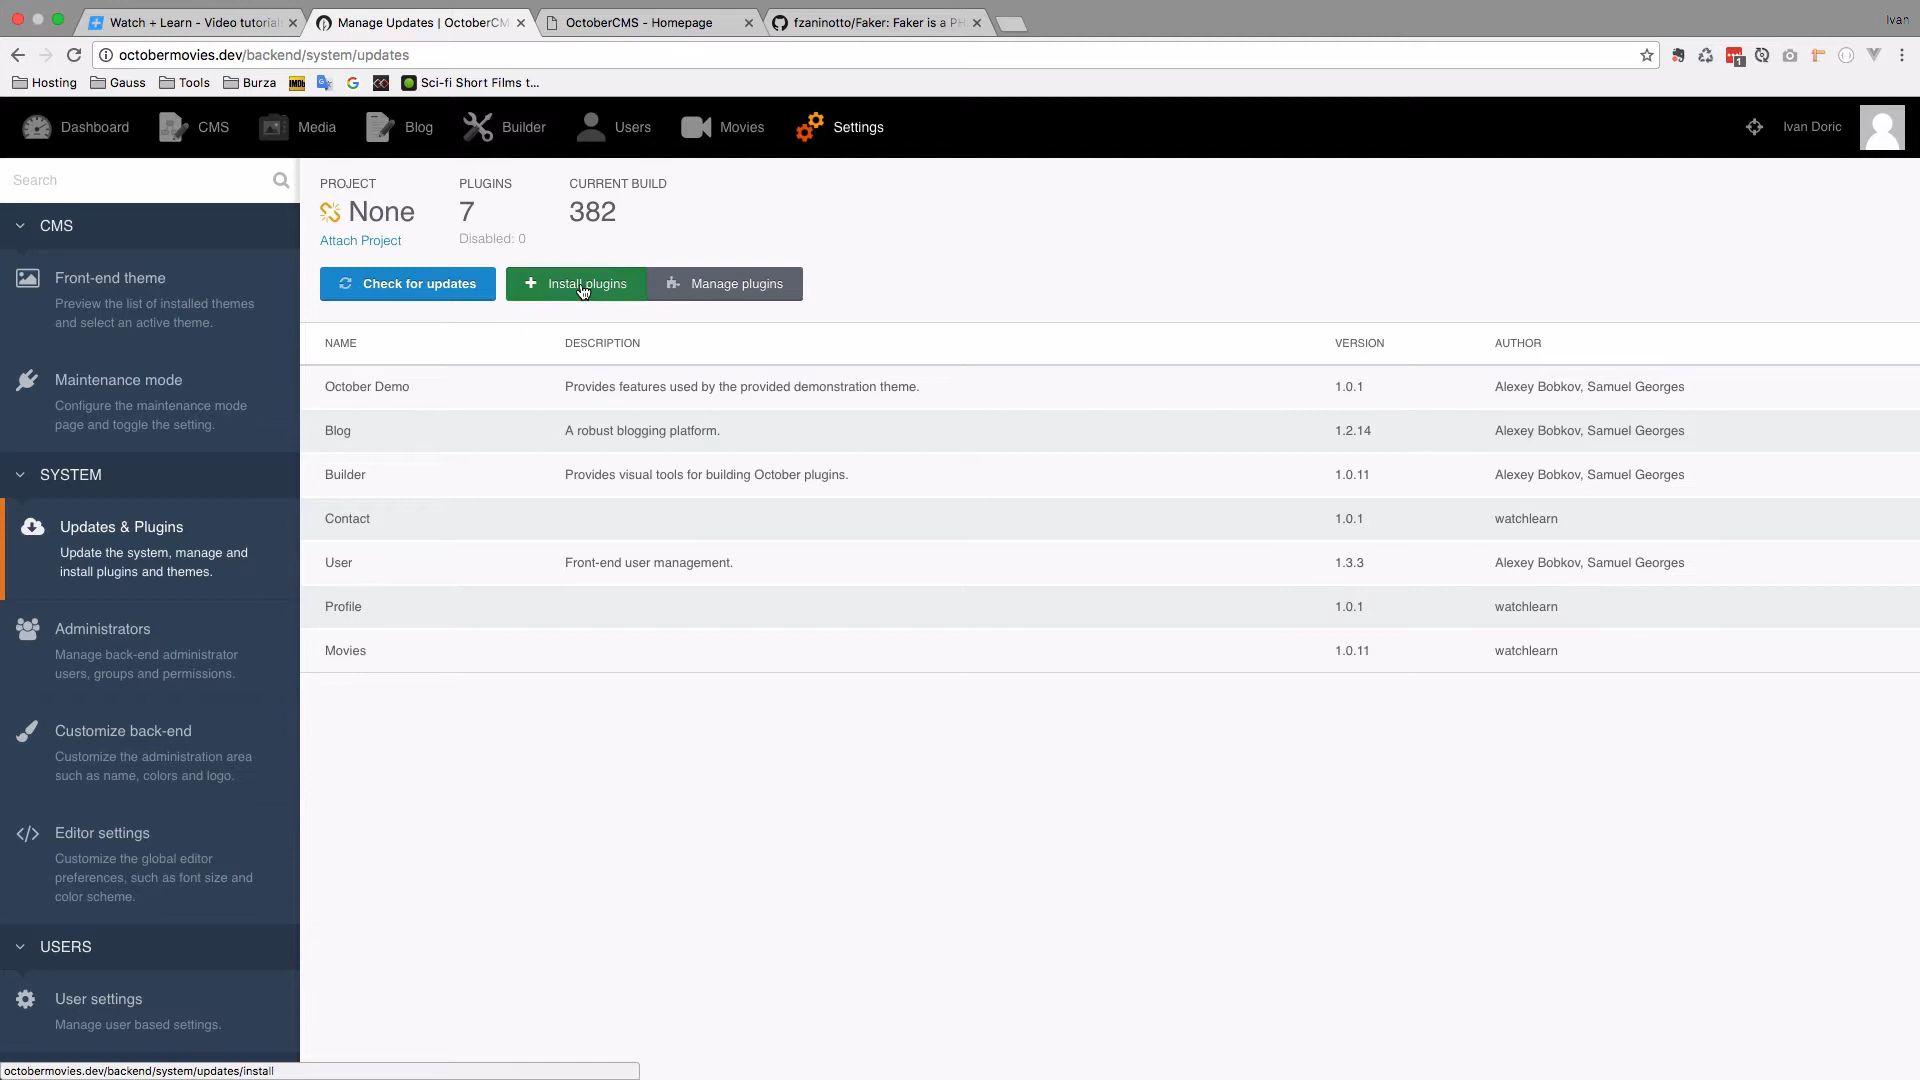 Watch + Learn - Video tutorial
Manage Updates | OctoberCM
OctoberCMS - Homepage
fzaninotto/Faker: Faker is a PH
Ivan
octobermovies.dev/backend/system/updates
1
Hosting
Gauss
Tools
Burza
IMDb
Sci-fi Short Films t...
Dashboard
CMS
Media
Blog
Builder
Users
Movies
Settings
Ivan Doric
Search
CMS
Front-end theme
Preview the list of installed themes
and select an active theme.
Maintenance mode
Configure the maintenance mode
page and toggle the setting.
SYSTEM
Updates & Plugins
Update the system, manage and
install plugins and themes.
Administrators
Manage back-end administrator
users, groups and permissions.
Customize back-end
Customize the administration area
such as name, colors and logo.
Editor settings
Customize the global editor
preferences, such as font size and
color scheme.
USERS
User settings
Manage user based settings.
PROJECT
None
Attach Project
PLUGINS
7
Disabled: 0
CURRENT BUILD
382
Check for updates
Install plugins
Manage plugins
NAME DESCRIPTION VERSION AUTHOR
October Demo Provides features used by the provided demonstration theme. 1.0.1 Alexey Bobkov, Samuel Georges
Blog A robust blogging platform. 1.2.14 Alexey Bobkov, Samuel Georges
Builder Provides visual tools for building October plugins. 1.0.11 Alexey Bobkov, Samuel Georges
Contact 1.0.1 watchlearn
User Front-end user management. 1.3.3 Alexey Bobkov, Samuel Georges
Profile 1.0.1 watchlearn
Movies 1.0.11 watchlearn
octobermovies.dev/backend/system/updates/install